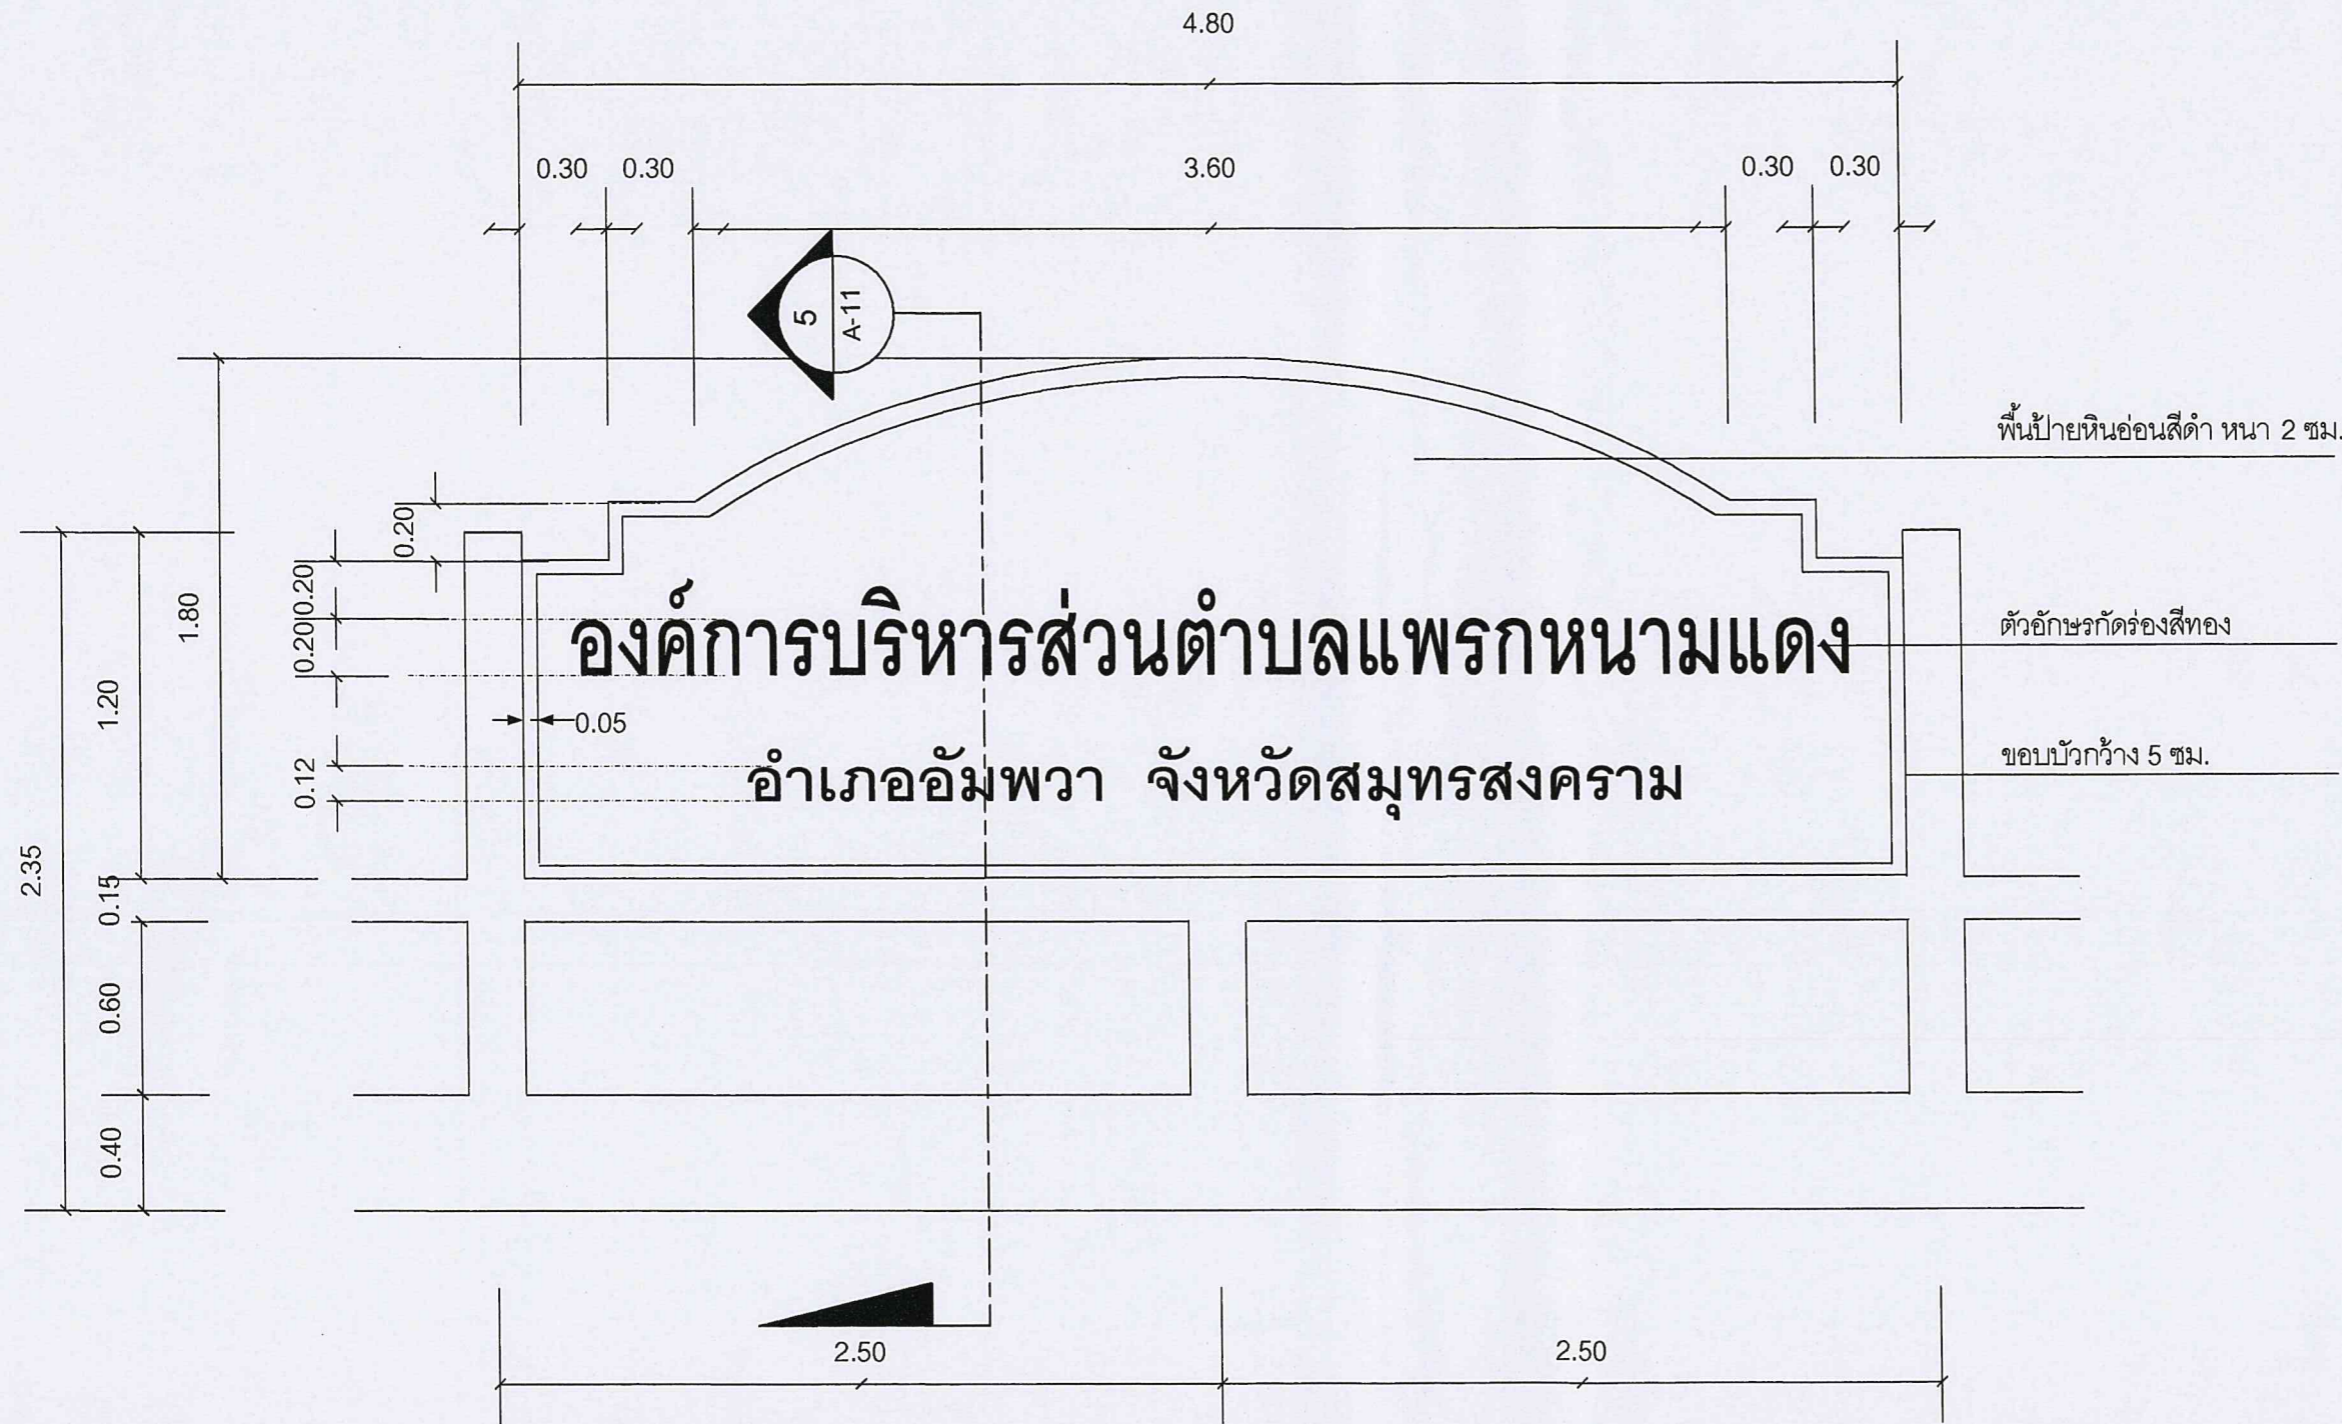 4.80
0.30 0.30 3.60 0.30 0.30
5
A-11
พื้นป้ายหินอ่อนสีดำ หนา 2 ซม.
0.20
0.20
0.20
1.80
องค์การบริหารส่วนตำบลแพรกหนามแดง
ตัวอักษรกัดร่องสีทอง
1.20
0.05
อำเภออัมพวา จังหวัดสมุทรสงคราม
ขอบบัวกว้าง 5 ซม.
0.12
2.35
0.15
0.60
0.40
2.50 2.50